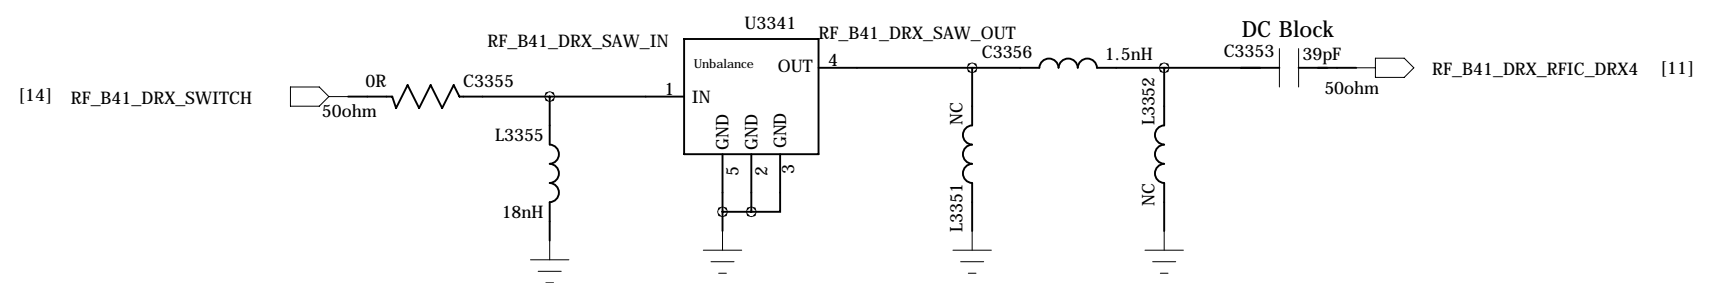 U3341
DC Block
RF_B41_DRX_SAW_IN
RF_B41_DRX_SAW_OUT
C3356
1.5nH
C3353
39pF
Unbalance
OUT
4
RF_B41_DRX_RFIC_DRX4
[11]
50ohm
0R
C3355
1
IN
[14]
RF_B41_DRX_SWITCH
50ohm
L3355
18nH
GND
GND
GND
5
2
3
NC
L3351
L3352
NC